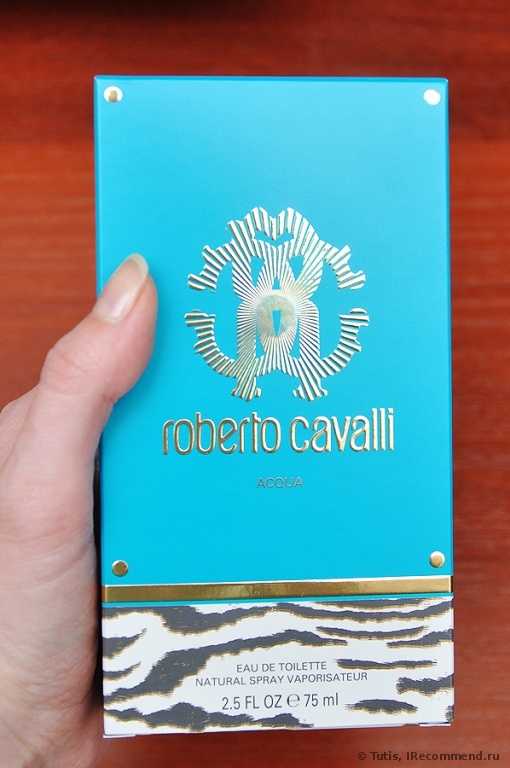 roberto cavalli
ACQUA
EAU DE TOILETTE
NATURAL SPRAY VAPORISATEUR
2.5 FL OZ ℮ 75 ml
© Tutis, IRecommend.ru